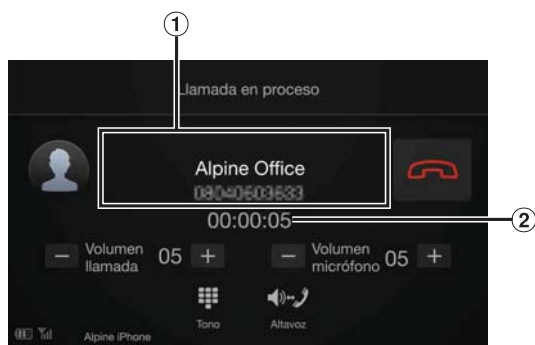 ①
Llamada en proceso
Alpine Office
08040603633
00:00:05
②
Volumen llamada 05
Volumen micrófono 05
Tono
Altavoz
Alpine iPhone